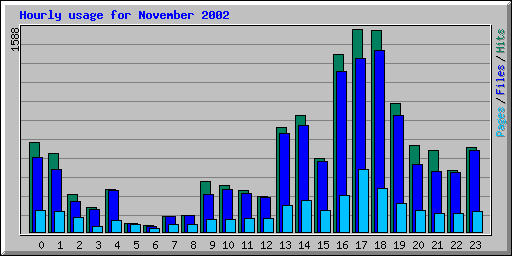 Hourly usage for November 2002
1588
Pages / Files / Hits
0 1 2 3 4 5 6 7 8 9 10 11 12 13 14 15 16 17 18 19 20 21 22 23